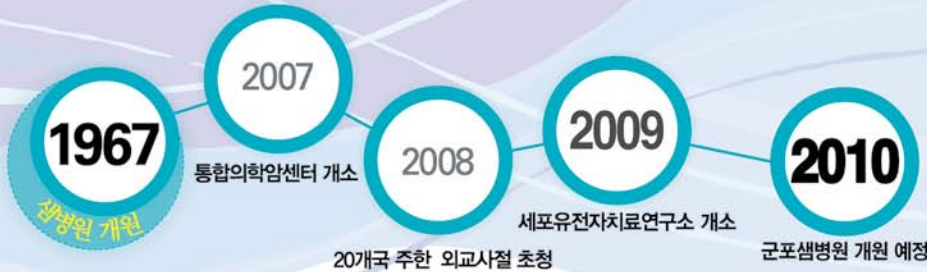 1967
샘병원 개원
2007
통합의학암센터 개소
2008
20개국 주한 외교사절 초청
2009
세포유전자치료연구소 개소
2010
군포샘병원 개원 예정